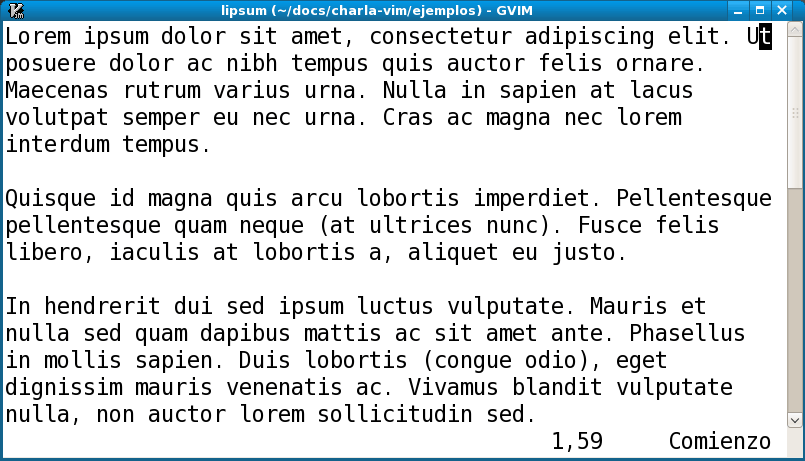 lipsum (~/docs/charla-vim/ejemplos) - GVIM
Lorem ipsum dolor sit amet, consectetur adipiscing elit. Ut
posuere dolor ac nibh tempus quis auctor felis ornare.
Maecenas rutrum varius urna. Nulla in sapien at lacus
volutpat semper eu nec urna. Cras ac magna nec lorem
interdum tempus.
Quisque id magna quis arcu lobortis imperdiet. Pellentesque
pellentesque quam neque (at ultrices nunc). Fusce felis
libero, iaculis at lobortis a, aliquet eu justo.
In hendrerit dui sed ipsum luctus vulputate. Mauris et
nulla sed quam dapibus mattis ac sit amet ante. Phasellus
in mollis sapien. Duis lobortis (congue odio), eget
dignissim mauris venenatis ac. Vivamus blandit vulputate
nulla, non auctor lorem sollicitudin sed.
1,59 Comienzo